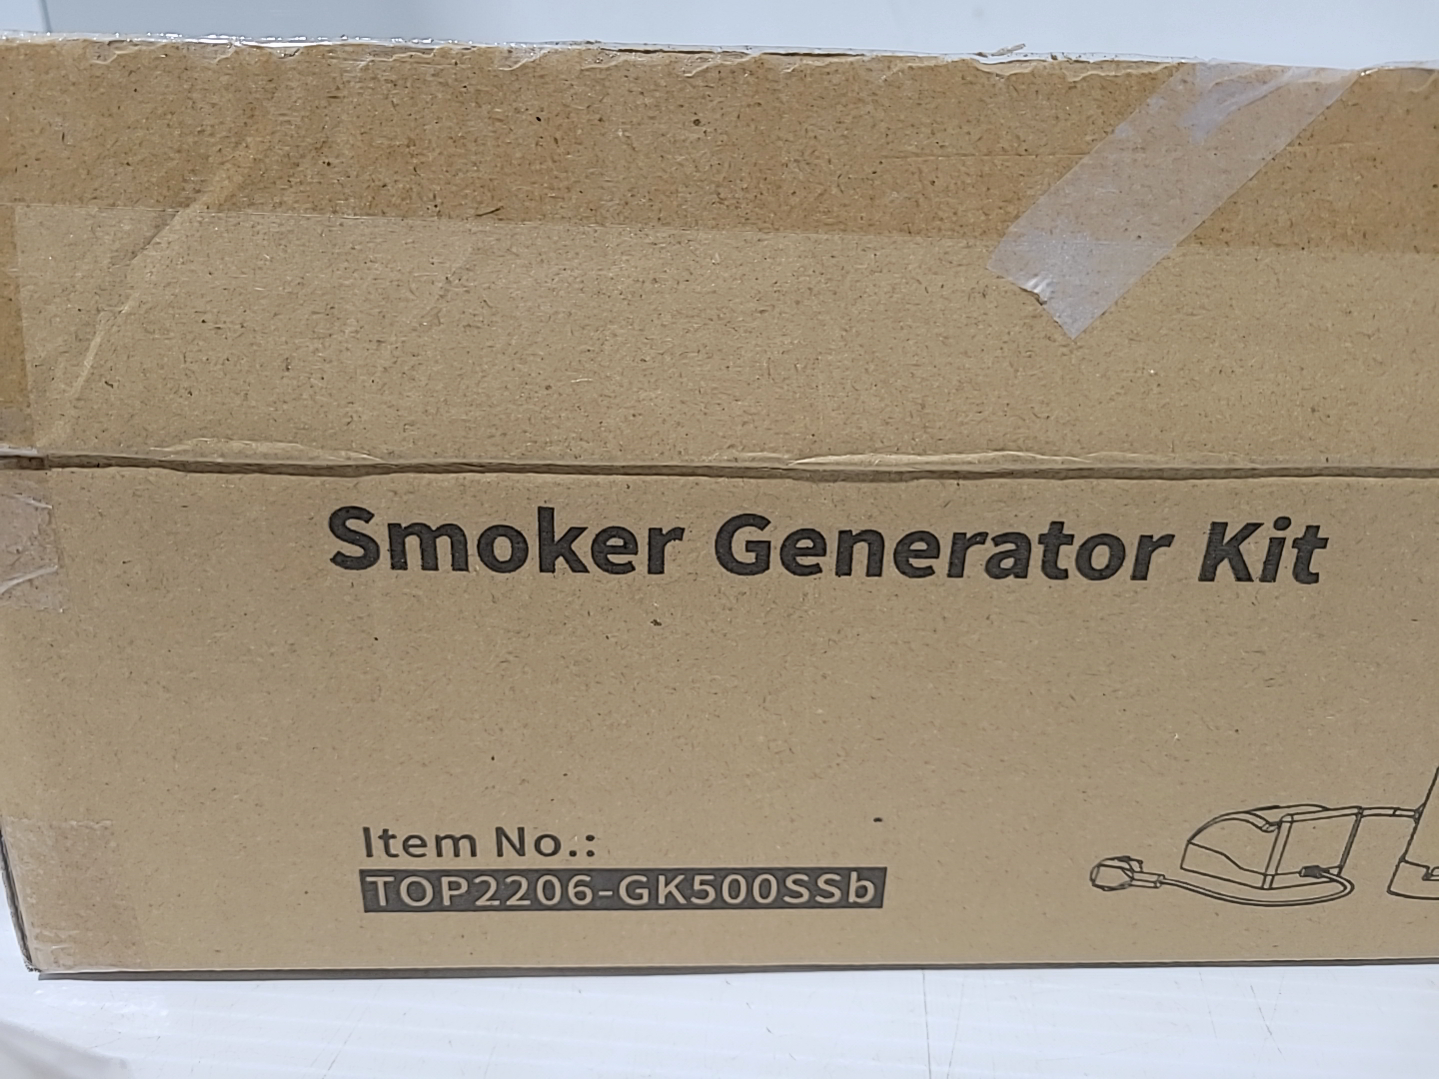 Smoker Generator Kit
Item No.:
TOP2206-GK500SSb